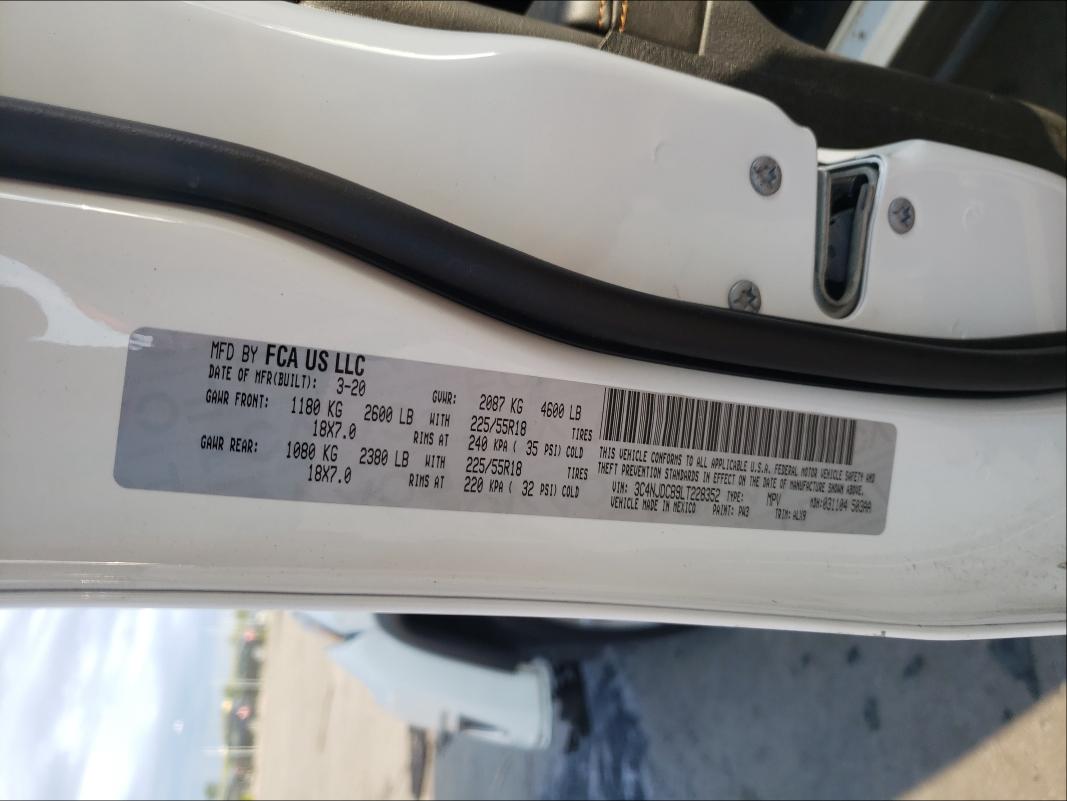 MFD BY FCA US LLC
DATE OF MFR(BUILT): 3-20 GVWR: 2087 KG 4600 LB
GAWR FRONT: 1180 KG 2600 LB WITH 225/55R18 TIRES
18X7.0 RIMS AT 240 KPA ( 35 PSI) COLD
GAWR REAR: 1080 KG 2380 LB WITH 225/55R18 TIRES
18X7.0 RIMS AT 220 KPA ( 32 PSI) COLD
THIS VEHICLE CONFORMS TO ALL APPLICABLE U.S.A. FEDERAL MOTOR VEHICLE SAFETY AND
THEFT PREVENTION STANDARDS IN EFFECT ON THE DATE OF MANUFACTURE SHOWN ABOVE.
VIN: 3C4NJDCB9LT228352 TYPE: MPV MDH:031104 503AA
VEHICLE MADE IN MEXICO PAINT: PW3 TRIM: ALX9